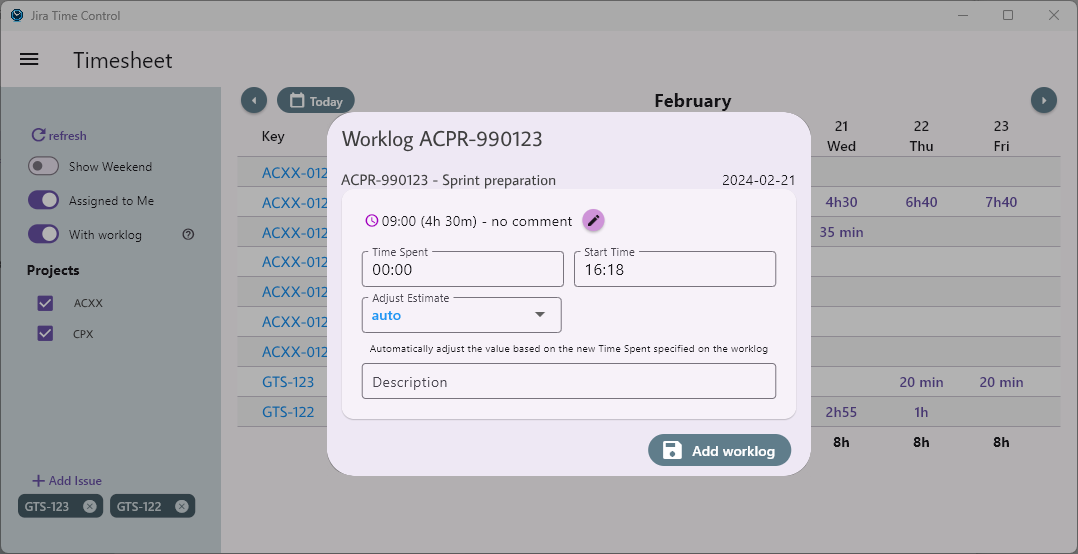 Jira Time Control
Timesheet
Today
February
refresh
Show Weekend
Assigned to Me
With worklog
Projects
ACXX
CPX
Add Issue
GTS-123
GTS-122
Key
21
Wed
22
Thu
23
Fri
ACXX-012
ACXX-012
4h30
6h40
7h40
ACXX-012
35 min
ACXX-012
ACXX-012
ACXX-012
ACXX-012
GTS-123
20 min
20 min
GTS-122
2h55
1h
8h
8h
8h
Worklog ACPR-990123
ACPR-990123 - Sprint preparation
2024-02-21
09:00 (4h 30m) - no comment
Time Spent
00:00
Start Time
16:18
Adjust Estimate
auto
Automatically adjust the value based on the new Time Spent specified on the worklog
Description
Add worklog